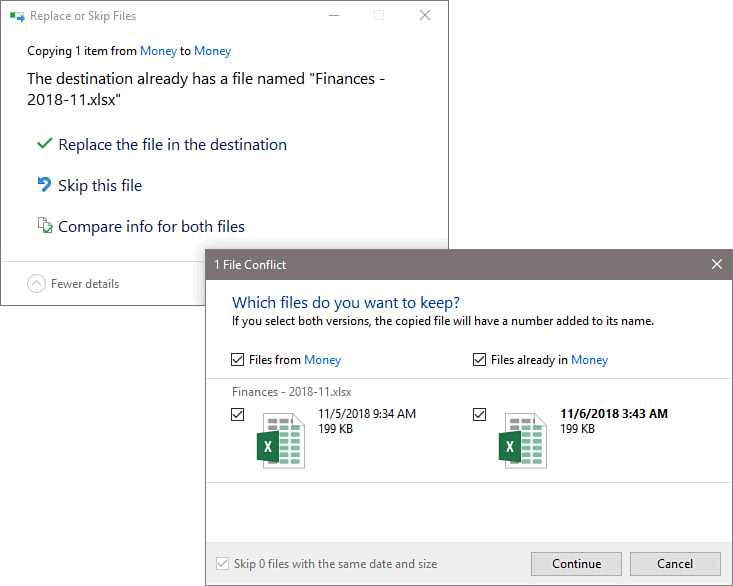 Replace or Skip Files
Copying 1 item from Money to Money
The destination already has a file named "Finances -
2018-11.xlsx"
Replace the file in the destination
Skip this file
Compare info for both files
Fewer details
1 File Conflict
Which files do you want to keep?
If you select both versions, the copied file will have a number added to its name.
Files from Money
Files already in Money
Finances - 2018-11.xlsx
11/5/2018 9:34 AM
199 KB
11/6/2018 3:43 AM
199 KB
X
X
Skip 0 files with the same date and size
Continue
Cancel